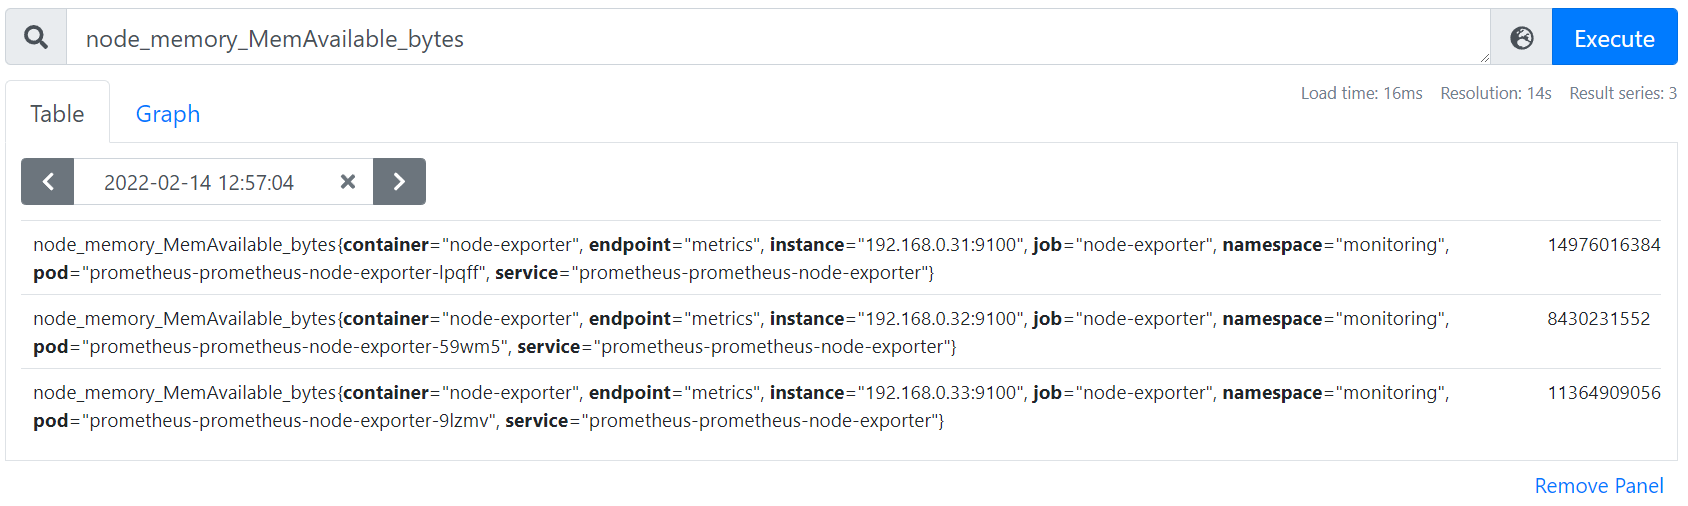 node_memory_MemAvailable_bytes
Execute
Load time: 16ms Resolution: 14s Result series: 3
Table Graph
2022-02-14 12:57:04
node_memory_MemAvailable_bytes{container="node-exporter", endpoint="metrics", instance="192.168.0.31:9100", job="node-exporter", namespace="monitoring", 14976016384
pod="prometheus-prometheus-node-exporter-lpqff", service="prometheus-prometheus-node-exporter"}
node_memory_MemAvailable_bytes{container="node-exporter", endpoint="metrics", instance="192.168.0.32:9100", job="node-exporter", namespace="monitoring", 8430231552
pod="prometheus-prometheus-node-exporter-59wm5", service="prometheus-prometheus-node-exporter"}
node_memory_MemAvailable_bytes{container="node-exporter", endpoint="metrics", instance="192.168.0.33:9100", job="node-exporter", namespace="monitoring", 11364909056
pod="prometheus-prometheus-node-exporter-9lzmv", service="prometheus-prometheus-node-exporter"}
Remove Panel